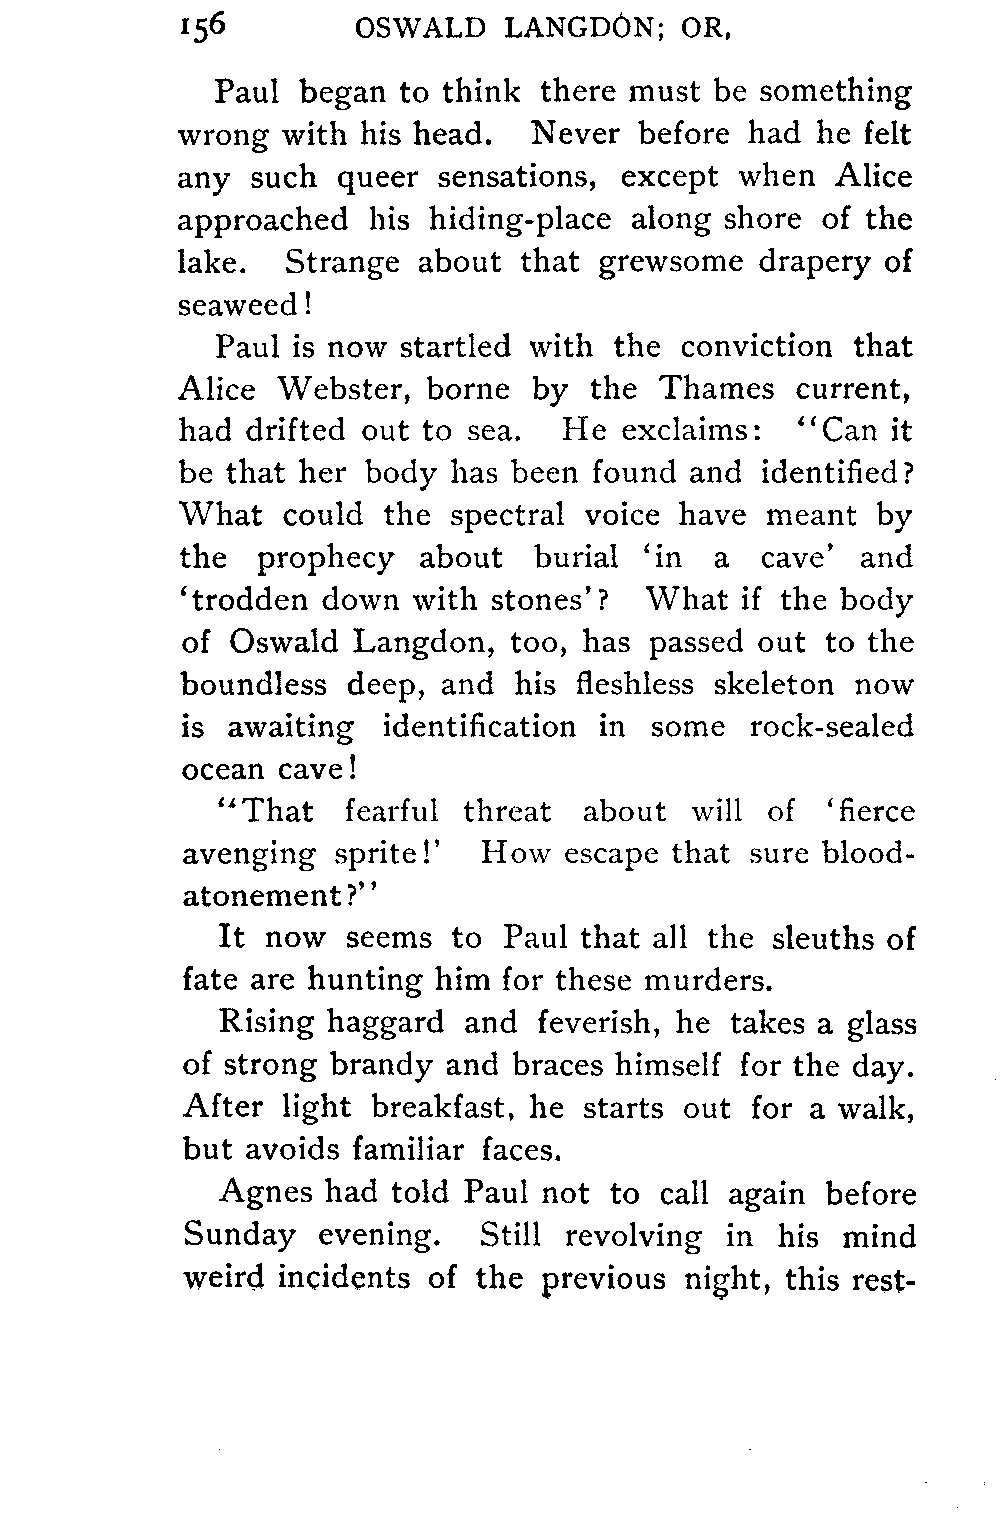 156 OSWALD LANGDON; OR,
Paul began to think there must be something
wrong with his head. Never before had he felt
any such queer sensations, except when Alice
approached his hiding-place along shore of the
lake. Strange about that grewsome drapery of
seaweed!
Paul is now startled with the conviction that
Alice Webster, borne by the Thames current,
had drifted out to sea. He exclaims: "Can it
be that her body has been found and identified?
What could the spectral voice have meant by
the prophecy about burial 'in a cave' and
'trodden down with stones'? What if the body
of Oswald Langdon, too, has passed out to the
boundless deep, and his fleshless skeleton now
is awaiting identification in some rock-sealed
ocean cave!
"That fearful threat about will of 'fierce
avenging sprite!' How escape that sure blood-
atonement?"
It now seems to Paul that all the sleuths of
fate are hunting him for these murders.
Rising haggard and feverish, he takes a glass
of strong brandy and braces himself for the day.
After light breakfast, he starts out for a walk,
but avoids familiar faces.
Agnes had told Paul not to call again before
Sunday evening. Still revolving in his mind
weird incidents of the previous night, this rest-